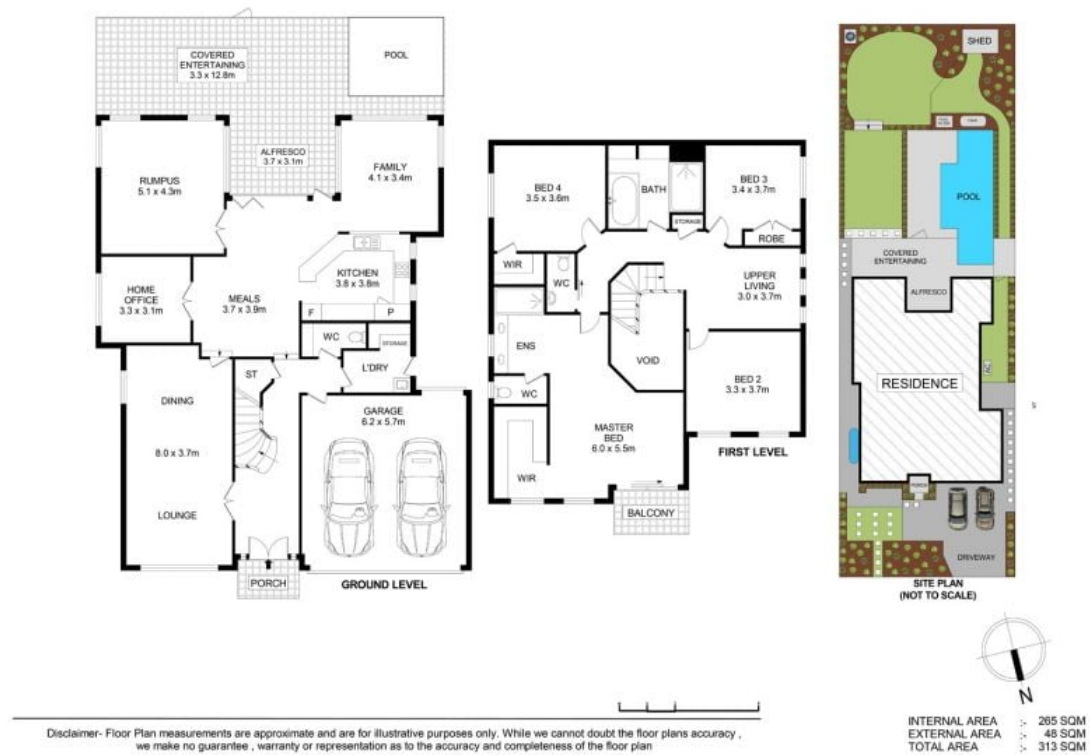 COVERED
ENTERTAINING
3.3 x 12.8m
POOL
ALFRESCO
3.7 x 3.1m
RUMPUS
5.1 x 4.3m
FAMILY
4.1 x 3.4m
KITCHEN
3.8 x 3.8m
HOME
OFFICE
3.3 x 3.1m
MEALS
3.7 x 3.9m
F
P
WC
STORAGE
ST
L'DRY
DINING
8.0 x 3.7m
LOUNGE
GARAGE
6.2 x 5.7m
PORCH
GROUND LEVEL
BED 4
3.5 x 3.6m
BATH
BED 3
3.4 x 3.7m
STORAGE
ROBE
WIR
WC
UPPER
LIVING
3.0 x 3.7m
ENS
VOID
WC
BED 2
3.3 x 3.7m
MASTER
BED
6.0 x 5.5m
WIR
FIRST LEVEL
BALCONY
SHED
POOL
COVERED
ENTERTAINING
ALFRESCO
AC
RESIDENCE
PORCH
DRIVEWAY
SITE PLAN
(NOT TO SCALE)
N
Disclaimer- Floor Plan measurements are approximate and are for illustrative purposes only. While we cannot doubt the floor plans accuracy ,
we make no guarantee , warranty or representation as to the accuracy and completeness of the floor plan
INTERNAL AREA :- 265 SQM
EXTERNAL AREA :- 48 SQM
TOTAL AREA :- 313 SQM